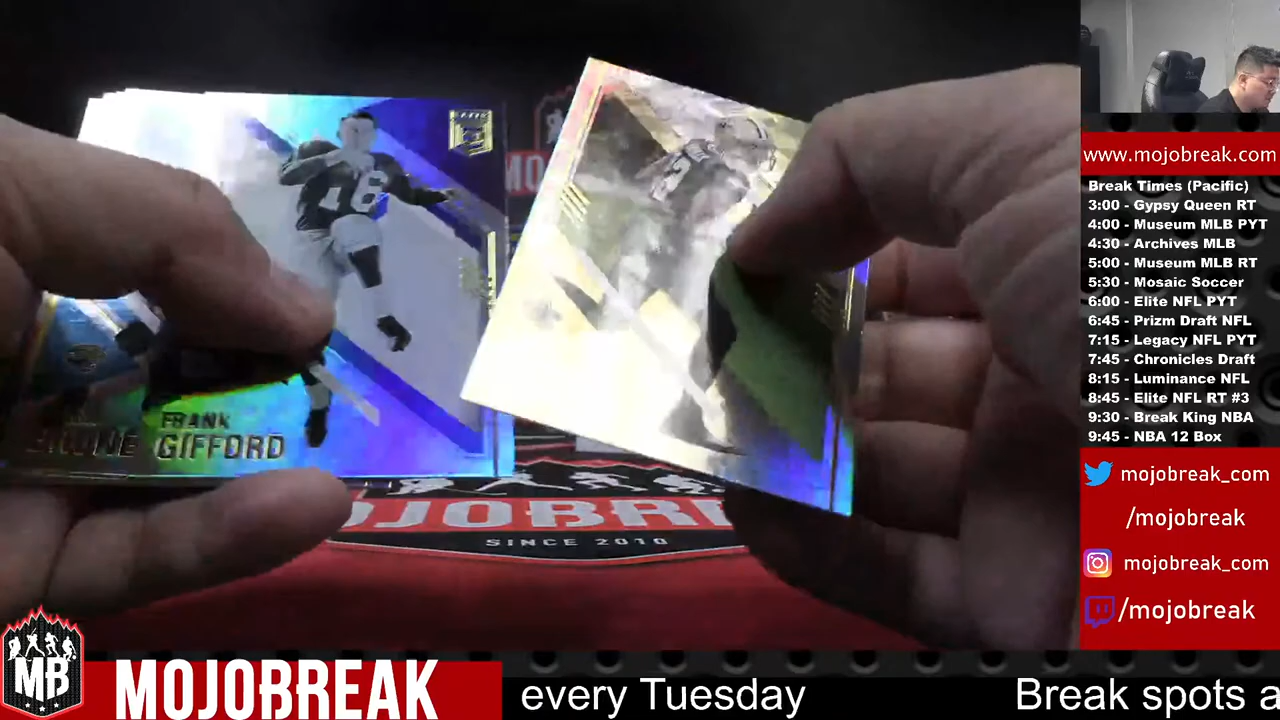 16
FRANK
GIFFORD
MOJOBRE
SINCE 2010
MB
MOJOBREAK
every Tuesday
Break spots a
www.mojobreak.com
Break Times (Pacific)
3:00 - Gypsy Queen RT
4:00 - Museum MLB PYT
4:30 - Archives MLB
5:00 - Museum MLB RT
5:30 - Mosaic Soccer
6:00 - Elite NFL PYT
6:45 - Prizm Draft NFL
7:15 - Legacy NFL PYT
7:45 - Chronicles Draft
8:15 - Luminance NFL
8:45 - Elite NFL RT #3
9:30 - Break King NBA
9:45 - NBA 12 Box
mojobreak_com
/mojobreak
mojobreak_com
/mojobreak